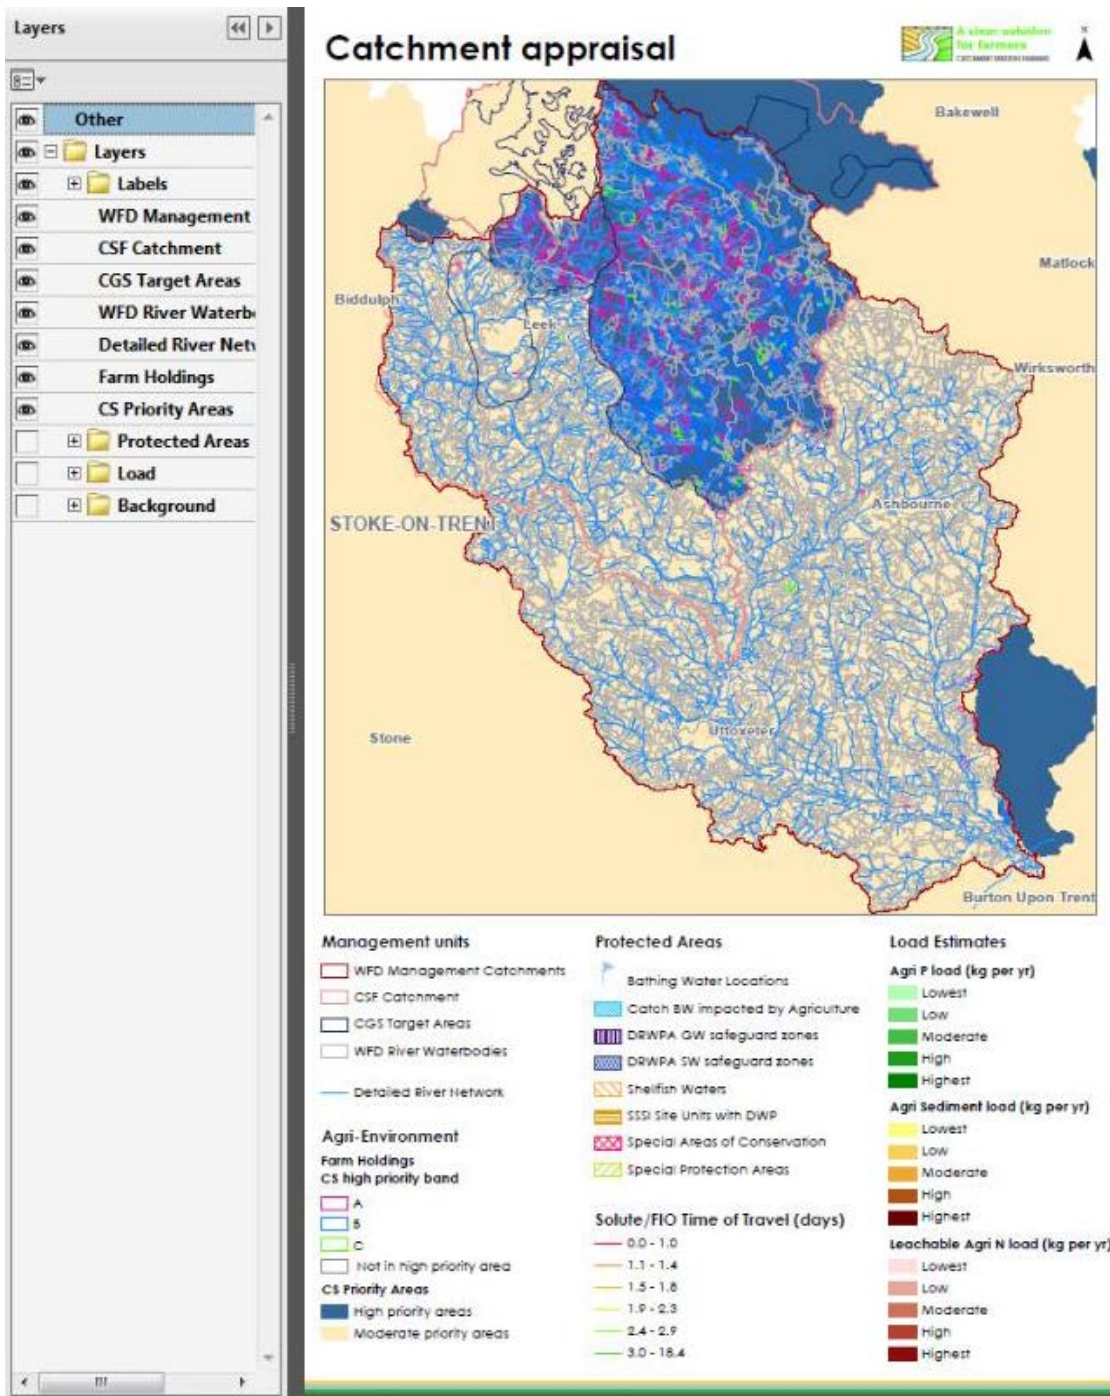 Layers
Other
Layers
Labels
WFD Management
CSF Catchment
CGS Target Areas
WFD River Waterb
Detailed River Net
Farm Holdings
CS Priority Areas
Protected Areas
Load
Background
Catchment appraisal
A clear solution
for farmers
CATCHMENT SENSITIVE FARMING
N
Bakewell
Matlock
Biddulph
Leek
Wirksworth
Ashbourne
STOKE-ON-TRENT
Stone
Uttoxeter
Burton Upon Trent
Management units
WFD Management Catchments
CSF Catchment
CGS Target Areas
WFD River Waterbodies
Detailed River Network
Agri-Environment
Farm Holdings
CS high priority band
A
B
C
Not in high priority area
CS Priority Areas
High priority areas
Moderate priority areas
Protected Areas
Bathing Water Locations
Catch BW impacted by Agriculture
DRWPA GW safeguard zones
DRWPA SW safeguard zones
Shellfish Waters
SSSI Site Units with DWP
Special Areas of Conservation
Special Protection Areas
Solute/FIO Time of Travel (days)
0.0 - 1.0
1.1 - 1.4
1.5 - 1.8
1.9 - 2.3
2.4 - 2.9
3.0 - 18.4
Load Estimates
Agri P load (kg per yr)
Lowest
Low
Moderate
High
Highest
Agri Sediment load (kg per yr)
Lowest
Low
Moderate
High
Highest
Leachable Agri N load (kg per yr)
Lowest
Low
Moderate
High
Highest